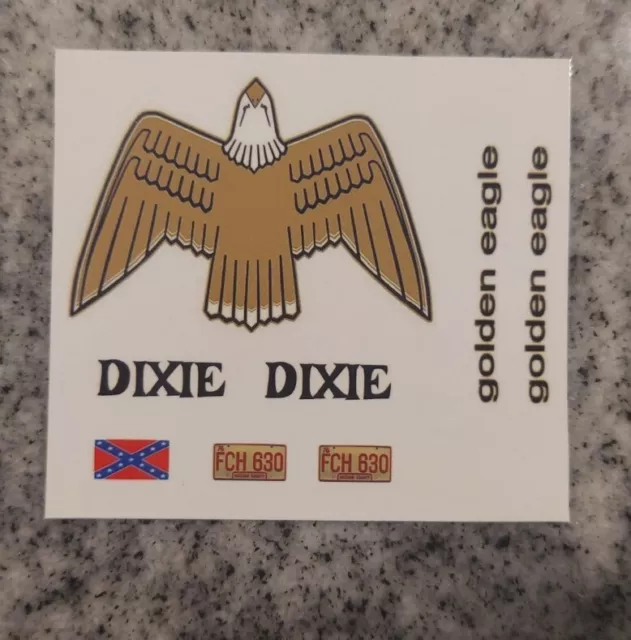 DIXIE DIXIE
FCH 630
FCH 630
golden eagle
golden eagle